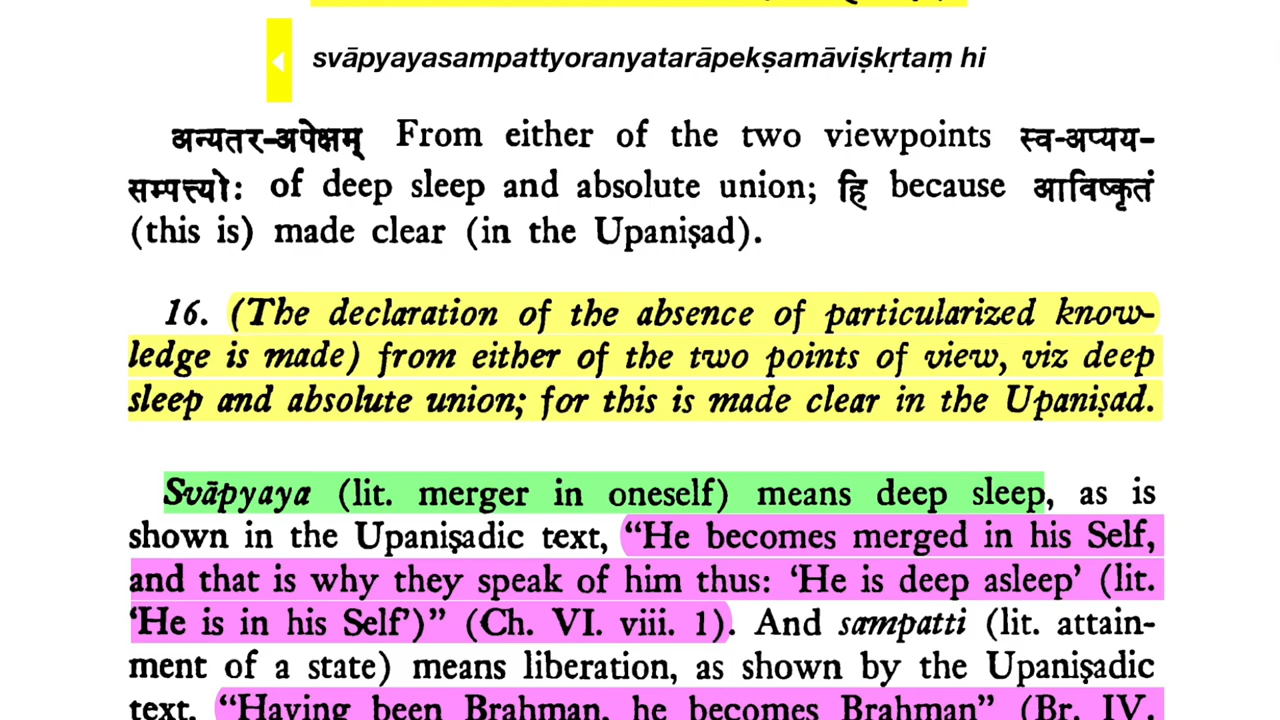 svāpyayasampattyoranyatarāpekṣamāviṣkṛtaṃ hi
अन्यतर-अपेक्षम् From either of the two viewpoints स्व-अप्यय-
सम्पत्त्योः of deep sleep and absolute union; हि because आविष्कृतं
(this is) made clear (in the Upaniṣad).
16. (The declaration of the absence of particularized know-
ledge is made) from either of the two points of view, viz deep
sleep and absolute union; for this is made clear in the Upaniṣad.
Svāpyaya (lit. merger in oneself) means deep sleep, as is
shown in the Upaniṣadic text, “He becomes merged in his Self,
and that is why they speak of him thus: ‘He is deep asleep’ (lit.
‘He is in his Self’)” (Ch. VI. viii. 1). And sampatti (lit. attain-
ment of a state) means liberation, as shown by the Upaniṣadic
text, “Having been Brahman, he becomes Brahman” (Br. IV.